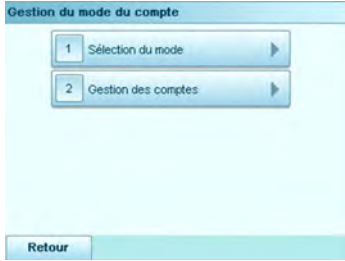 Gestion du mode du compte
1 Sélection du mode
2 Gestion des comptes
Retour